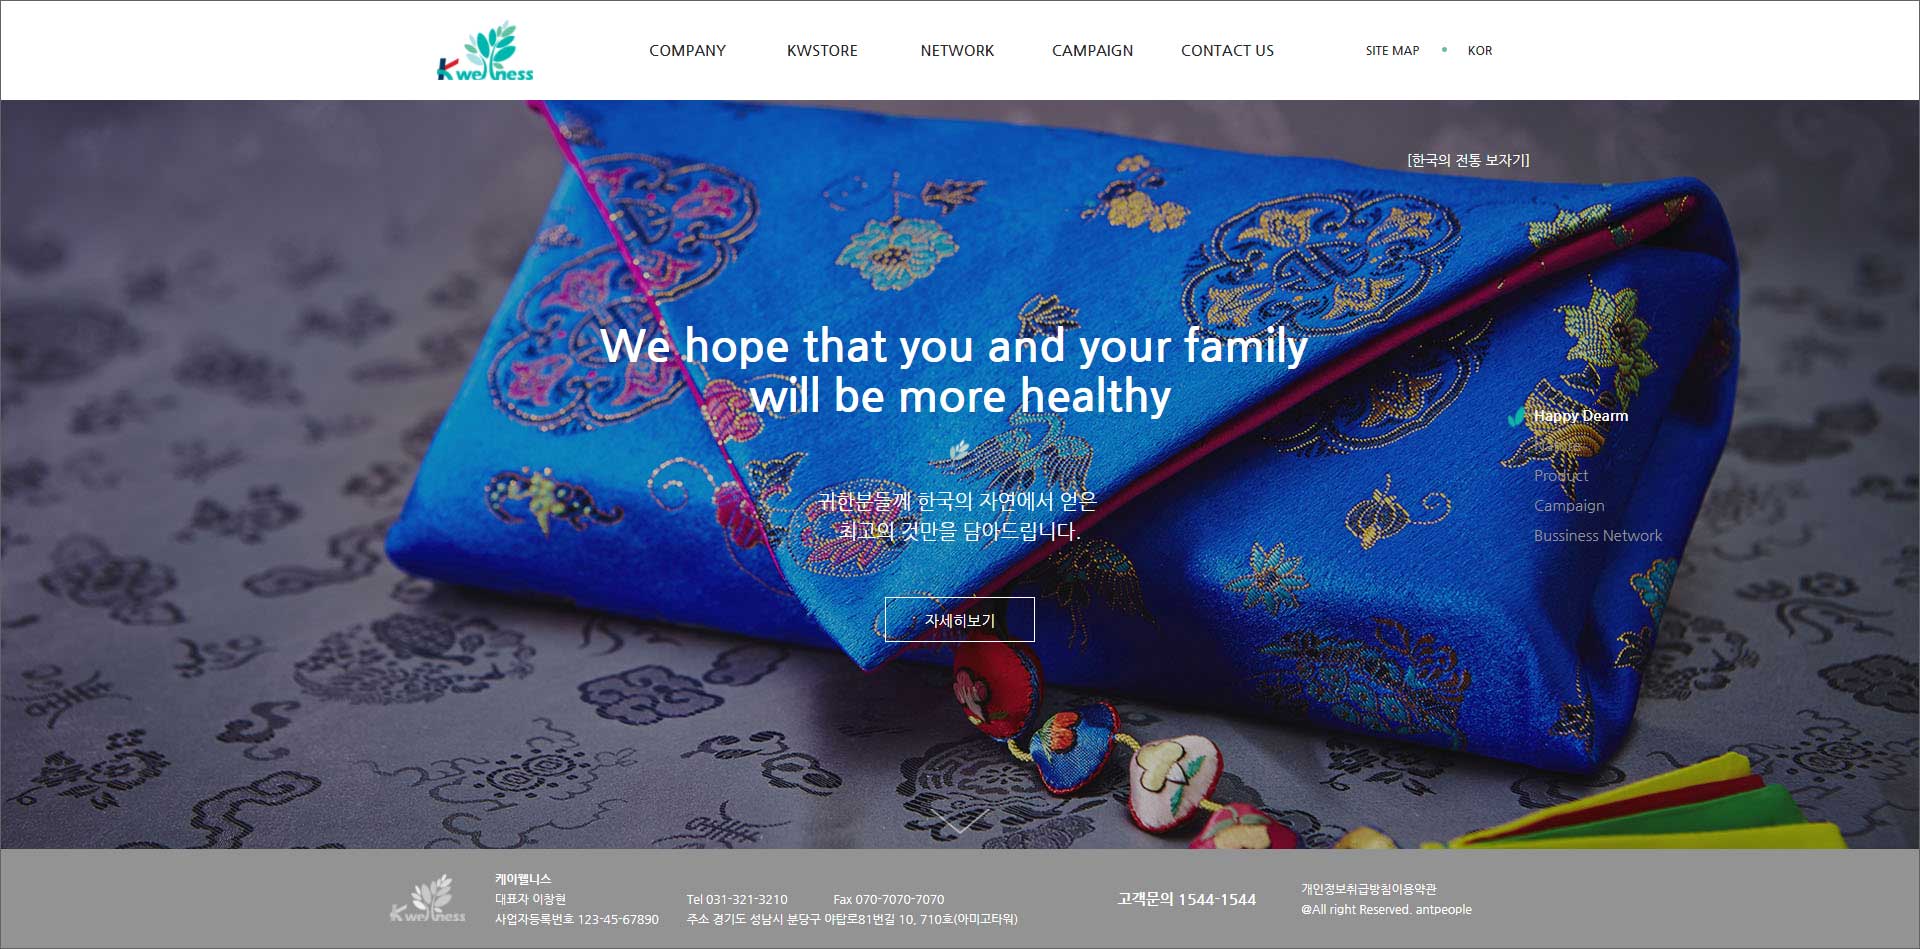 Kwellness
COMPANY KWSTORE NETWORK CAMPAIGN CONTACT US SITE MAP KOR
[한국의 전통 보자기]
We hope that you and your family
will be more healthy
Happy Dearm
Product
Campaign
Bussiness Network
귀한분들께 한국의 자연에서 얻은
최고의 것만을 담아드립니다.
자세히보기
Kwellness
케이웰니스
대표자 이창현
사업자등록번호 123-45-67890
Tel 031-321-3210 Fax 070-7070-7070
주소 경기도 성남시 분당구 야탑로81번길 10, 710호(아미고타워)
고객문의 1544-1544
개인정보취급방침이용약관
@All right Reserved. antpeople